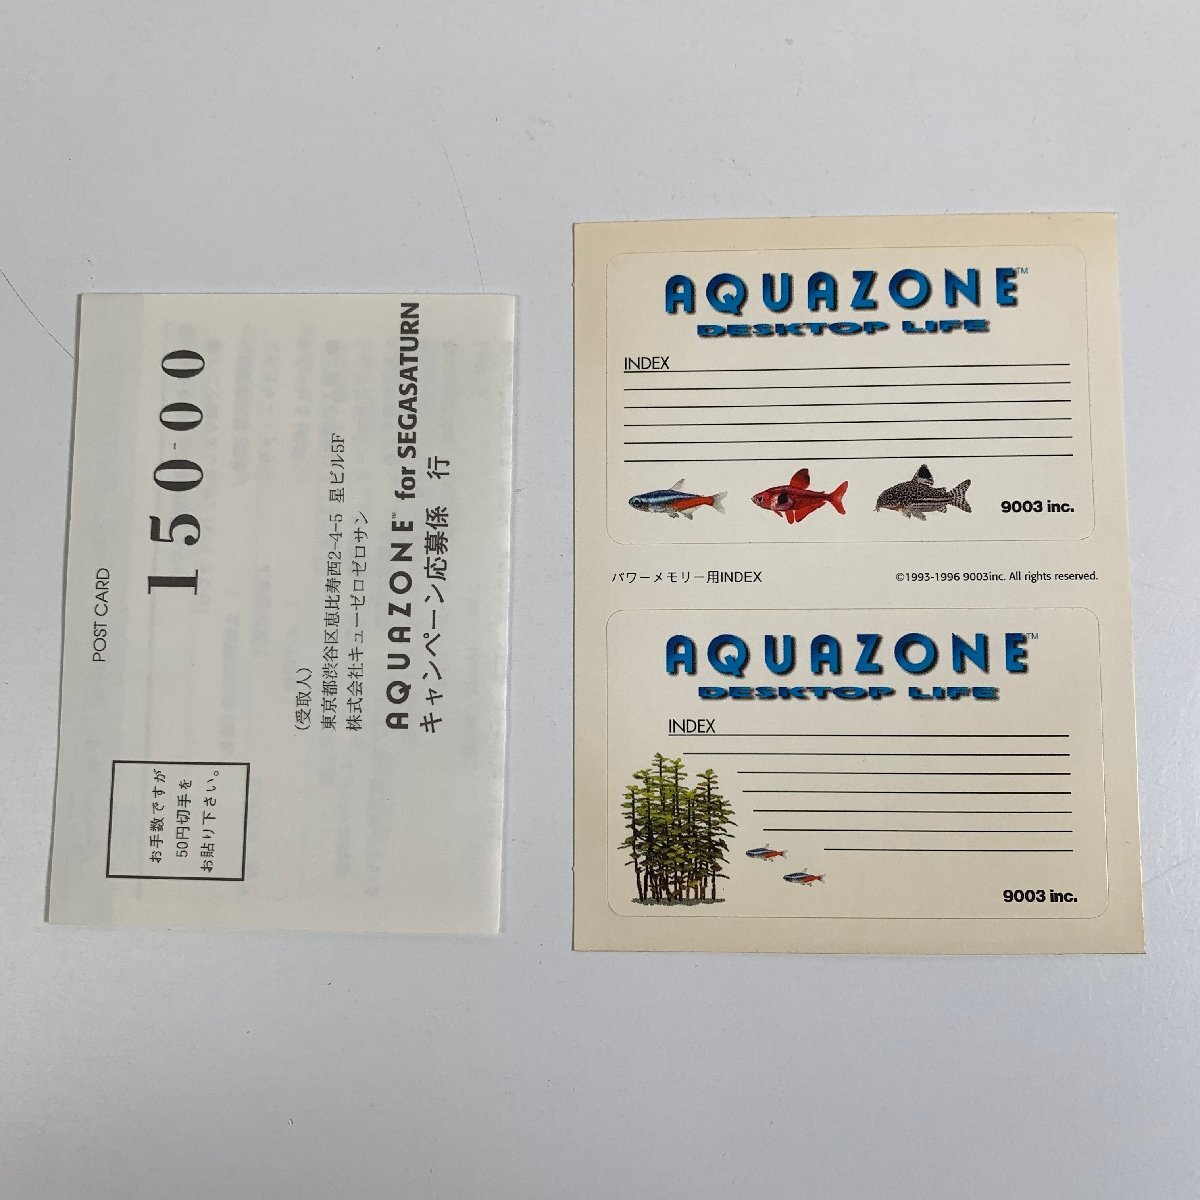 POST CARD
150-00
(受取人)
東京都渋谷区恵比寿西2-4-5 星ビル5F
株式会社キューゼロゼロサン
AQUAZONE™ for SEGASATURN
キャンペーン応募係 行
お手数ですが
50円切手を
お貼り下さい。
AQUAZONE™
DESKTOP LIFE
INDEX
9003 inc.
パワーメモリー用INDEX
©1993-1996 9003inc. All rights reserved.
AQUAZONE™
DESKTOP LIFE
INDEX
9003 inc.